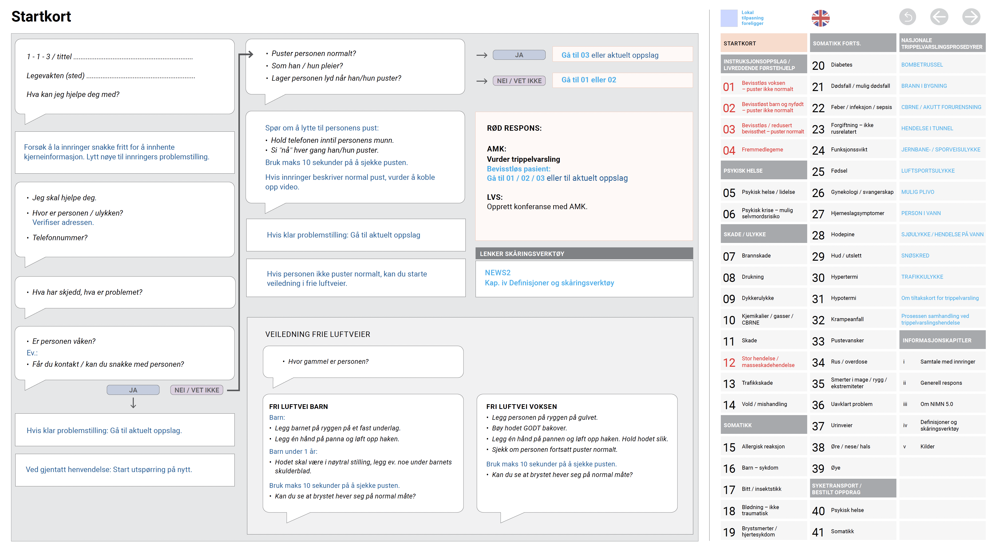 Startkort
1 - 1 - 3 / tittel ...................................................................
Legevakten (sted) .............................................................
Hva kan jeg hjelpe deg med?
Forsøk å la innringer snakke fritt for å innhente
kjerneinformasjon. Lytt nøye til innringers problemstilling.
• Jeg skal hjelpe deg.
• Hvor er personen / ulykken?
Verifiser adressen.
• Telefonnummer?
• Hva har skjedd, hva er problemet?
• Er personen våken?
Ev.:
• Får du kontakt / kan du snakke med personen?
JA
NEI / VET IKKE
Hvis klar problemstilling: Gå til aktuelt oppslag.
Ved gjentatt henvendelse: Start utspørring på nytt.
• Puster personen normalt?
• Som han / hun pleier?
• Lager personen lyd når han/hun puster?
JA
Gå til 03 eller aktuelt oppslag
NEI / VET IKKE
Gå til 01 eller 02
Spør om å lytte til personens pust:
• Hold telefonen inntil personens munn.
• Si "nå" hver gang han/hun puster.
Bruk maks 10 sekunder på å sjekke pusten.
Hvis innringer beskriver normal pust, vurder å koble
opp video.
Hvis klar problemstilling: Gå til aktuelt oppslag
Hvis personen ikke puster normalt, kan du starte
veiledning i frie luftveier.
RØD RESPONS:
AMK:
Vurder trippelvarsling
Bevisstløs pasient:
Gå til 01 / 02 / 03 eller til aktuelt oppslag
LVS:
Opprett konferanse med AMK.
LENKER SKÅRINGSVERKTØY
NEWS2
Kap. iv Definisjoner og skåringsverktøy
VEILEDNING FRIE LUFTVEIER
• Hvor gammel er personen?
FRI LUFTVEI BARN
Barn:
• Legg barnet på ryggen på et fast underlag.
• Legg én hånd på panna og løft opp haken.
Barn under 1 år:
• Hodet skal være i nøytral stilling, legg ev. noe under barnets
skulderblad.
Bruk maks 10 sekunder på å sjekke pusten.
• Kan du se at brystet hever seg på normal måte?
FRI LUFTVEI VOKSEN
• Legg personen på ryggen på gulvet.
• Bøy hodet GODT bakover.
• Legg én hånd på pannen og løft opp haken. Hold hodet slik.
• Sjekk om personen fortsatt puster normalt.
Bruk maks 10 sekunder på å sjekke pusten.
• Kan du se at brystet hever seg på normal måte?
Lokal
tilpasning
foreligger
STARTKORT
INSTRUKSJONSOPPSLAG /
LIVREDDENDE FØRSTEHJELP
01 Bevisstløs voksen
– puster ikke normalt
02 Bevisstløst barn og nyfødt
– puster ikke normalt
03 Bevisstløs / redusert
bevissthet – puster normalt
04 Fremmedlegeme
PSYKISK HELSE
05 Psykisk helse / lidelse
06 Psykisk krise – mulig
selvmordsrisiko
SKADE / ULYKKE
07 Brannskade
08 Drukning
09 Dykkerulykke
10 Kjemikalier / gasser /
CBRNE
11 Skade
12 Stor hendelse /
masseskadehendelse
13 Trafikkskade
14 Vold / mishandling
SOMATIKK
15 Allergisk reaksjon
16 Barn – sykdom
17 Bitt / insektstikk
18 Blødning – ikke
traumatisk
19 Brystsmerter /
hjertesykdom
SOMATIKK FORTS.
20 Diabetes
21 Dødsfall / mulig dødsfall
22 Feber / infeksjon / sepsis
23 Forgiftning – ikke
rusrelatert
24 Funksjonssvikt
25 Fødsel
26 Gynekologi / svangerskap
27 Hjerneslagsymptomer
28 Hodepine
29 Hud / utslett
30 Hypertermi
31 Hypotermi
32 Krampeanfall
33 Pustevansker
34 Rus / overdose
35 Smerter i mage / rygg /
ekstremiteter
36 Uavklart problem
37 Urinveier
38 Øre / nese/ hals
39 Øye
SYKETRANSPORT /
BESTILT OPPDRAG
40 Psykisk helse
41 Somatikk
NASJONALE
TRIPPELVARSLINGSPROSEDYRER
BOMBETRUSSEL
BRANN I BYGNING
CBRNE / AKUTT FORURENSNING
HENDELSE I TUNNEL
JERNBANE- / SPORVEISULYKKE
LUFTSPORTSULYKKE
MULIG PLIVO
PERSON I VANN
SJØULYKKE / HENDELSE PÅ VANN
SNØSKRED
TRAFIKKULYKKE
Om tiltakskort for trippelvarsling
Prosessen samhandling ved
trippelvarslingshendelse
INFORMASJONSKAPITLER
i Samtale med innringer
ii Generell respons
iii Om NIMN 5.0
iv Definisjoner og
skåringsverktøy
v Kilder